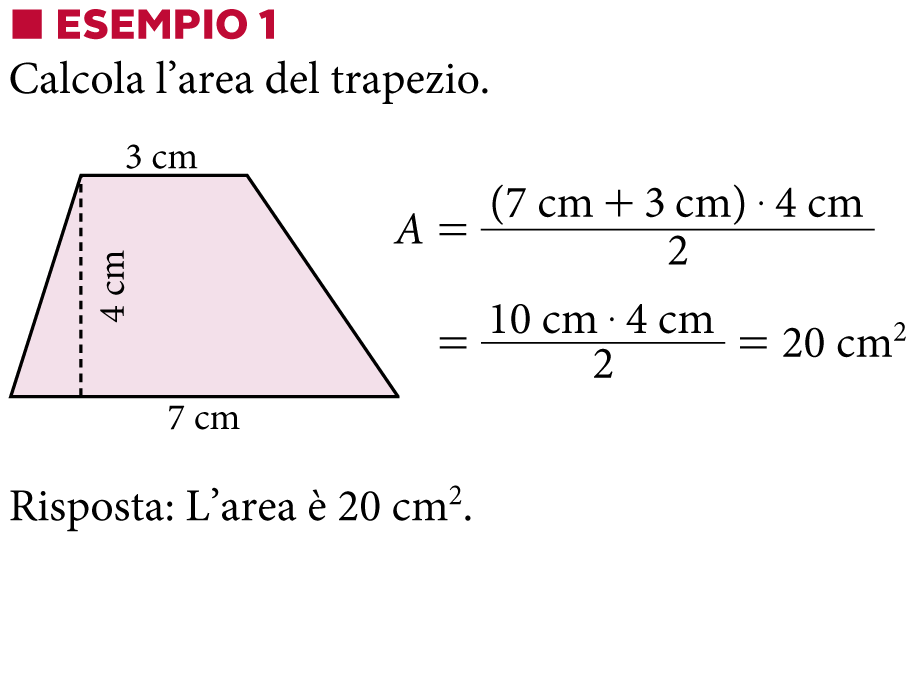 ■ ESEMPIO 1
Calcola l’area del trapezio.
3 cm
4 cm
7 cm
A = (7 cm + 3 cm) · 4 cm / 2
= 10 cm · 4 cm / 2 = 20 cm²
Risposta: L’area è 20 cm².